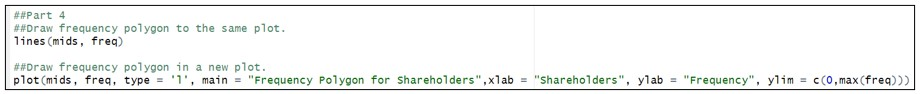 ##Part 4
##Draw frequency polygon to the same plot.
lines(mids, freq)
##Draw frequency polygon in a new plot.
plot(mids, freq, type = 'l', main = "Frequency Polygon for Shareholders",xlab = "Shareholders", ylab = "Frequency", ylim = c(0,max(freq)))